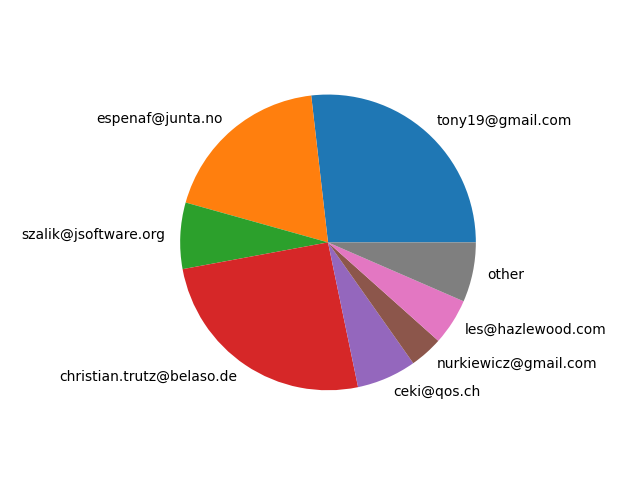 espenaf@junta.no
tony19@gmail.com
szalik@jsoftware.org
other
les@hazlewood.com
nurkiewicz@gmail.com
christian.trutz@belaso.de
ceki@qos.ch